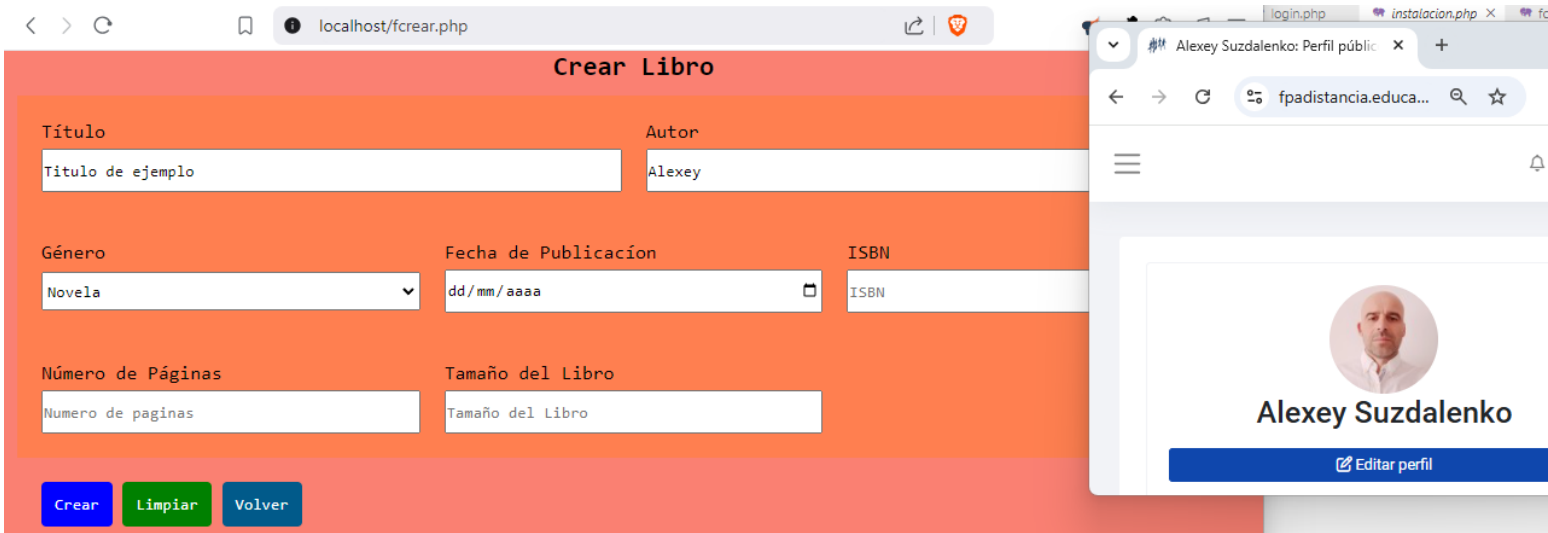 localhost/fcrear.php
Crear Libro
Título
Autor
Titulo de ejemplo
Alexey
Género
Fecha de Publicacíon
ISBN
Novela
dd/mm/aaaa
ISBN
Número de Páginas
Tamaño del Libro
Numero de paginas
Tamaño del Libro
Crear
Limpiar
Volver
login.php
instalacion.php
fc
Alexey Suzdalenko: Perfil públic
fpadistancia.educa...
Alexey Suzdalenko
Editar perfil